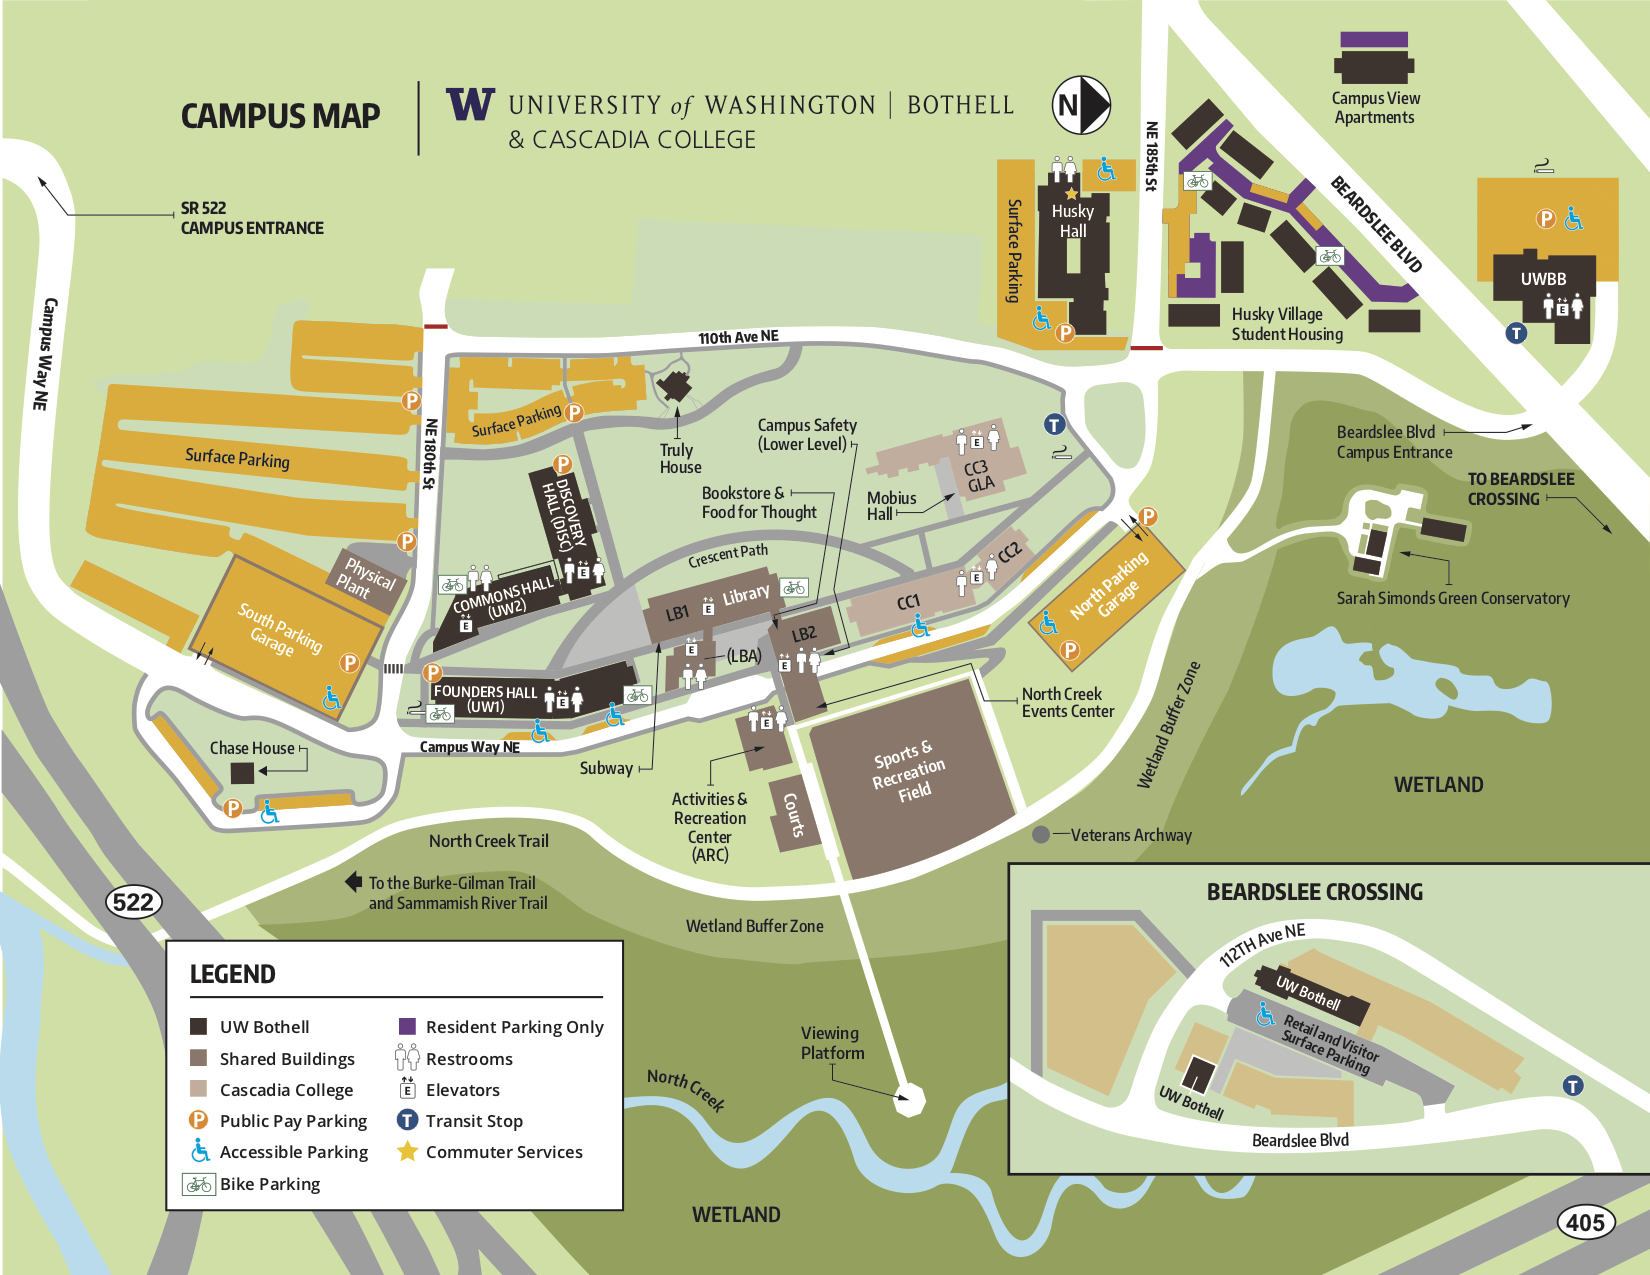 CAMPUS MAP
W
UNIVERSITY of WASHINGTON | BOTHELL
& CASCADIA COLLEGE
N
SR 522
CAMPUS ENTRANCE
Campus Way NE
NE 185th St
Surface Parking
Husky
Hall
P
Campus View
Apartments
BEARDSLEE BLVD
P
UWBB
E
T
Husky Village
Student Housing
110th Ave NE
Surface Parking
P
P
P
NE 180th St
Surface Parking
P
Truly
House
Campus Safety
(Lower Level)
Bookstore &
Food for Thought
Mobius
Hall
E
CC3
GLA
T
Beardslee Blvd
Campus Entrance
TO BEARDSLEE
CROSSING
Sarah Simonds Green Conservatory
P
DISCOVERY
HALL (DISC)
E
COMMONS HALL
(UW2)
E
Physical
Plant
South Parking
Garage
P
Crescent Path
Library
LB1
E
LB2
E
E
(LBA)
CC1
E
CC2
P
North Parking
Garage
P
P
FOUNDERS HALL
(UW1)
E
Campus Way NE
Chase House
P
Subway
E
Activities &
Recreation
Center
(ARC)
Courts
Sports &
Recreation
Field
North Creek
Events Center
Wetland Buffer Zone
WETLAND
Veterans Archway
North Creek Trail
To the Burke-Gilman Trail
and Sammamish River Trail
522
Wetland Buffer Zone
Viewing
Platform
North Creek
WETLAND
LEGEND
UW Bothell
Shared Buildings
Cascadia College
P Public Pay Parking
Accessible Parking
Bike Parking
Resident Parking Only
Restrooms
E Elevators
T Transit Stop
Commuter Services
BEARDSLEE CROSSING
112TH Ave NE
UW Bothell
Retail and Visitor
Surface Parking
UW Bothell
T
Beardslee Blvd
405